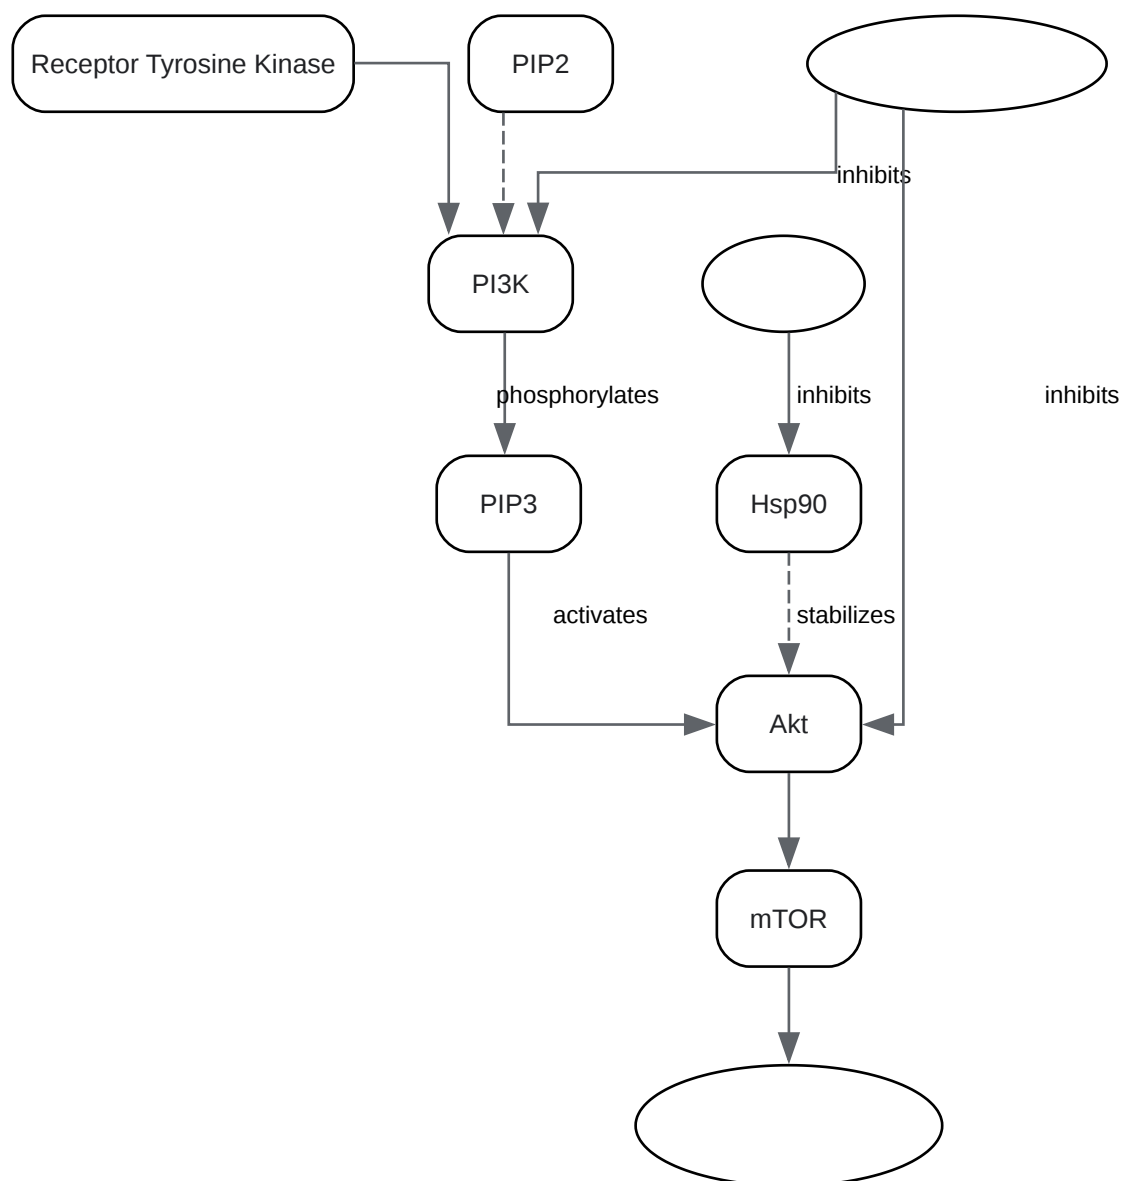 Receptor Tyrosine Kinase
PIP2
inhibits
PI3K
phosphorylates
inhibits
inhibits
PIP3
Hsp90
activates
stabilizes
Akt
mTOR